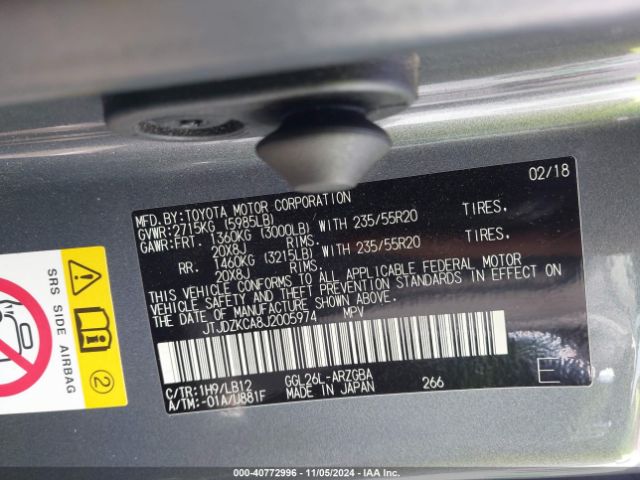 MFD.BY:TOYOTA MOTOR CORPORATION 02/18
GVWR:2715KG (5985LB)
GAWR:FRT. 1360KG (3000LB) WITH 235/55R20 TIRES.
20X8J RIMS.
RR. 1460KG (3215LB) WITH 235/55R20 TIRES.
20X8J RIMS.
THIS VEHICLE CONFORMS TO ALL APPLICABLE FEDERAL MOTOR
VEHICLE SAFETY AND THEFT PREVENTION STANDARDS IN EFFECT ON
THE DATE OF MANUFACTURE SHOWN ABOVE.
JTJDZKCA8J2005974 MPV
C/TR:1H9/LB12 GGL26L-ARZGBA
A/TM:-01A/U881F MADE IN JAPAN 266
E
SRS SIDE AIRBAG
2
000-40772996 - 11/05/2024 - IAA Inc.